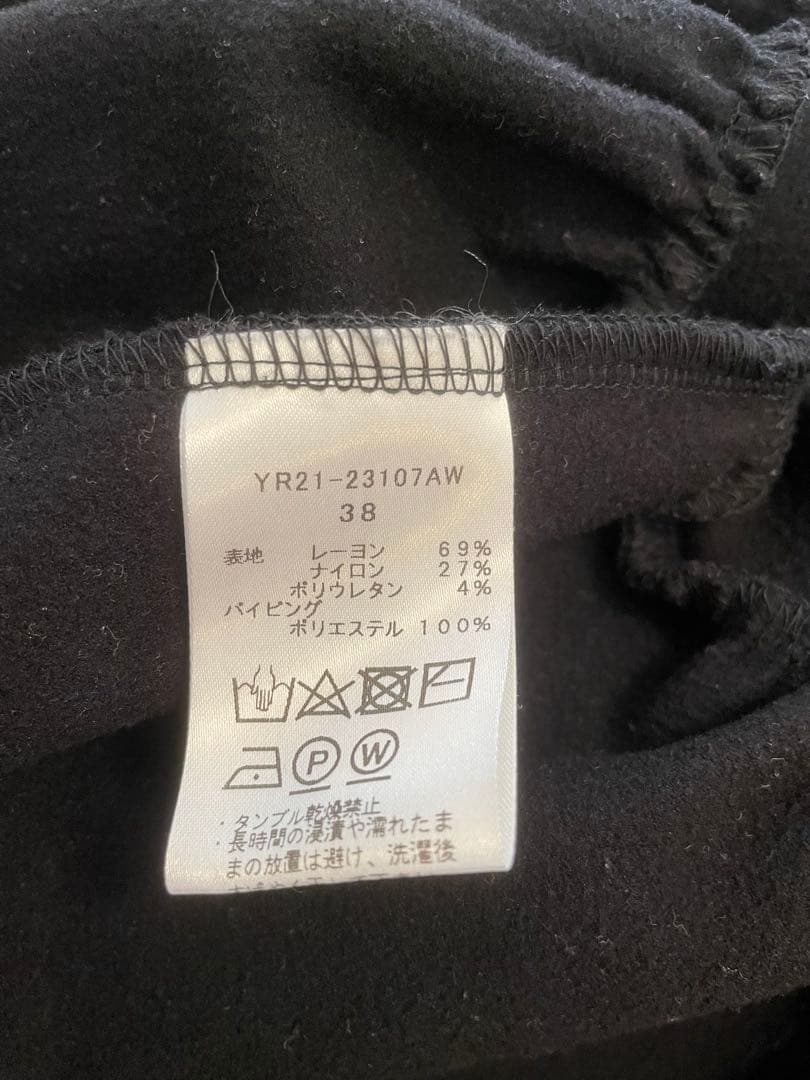 YR21-23107AW
38
表地 レーヨン 69%
ナイロン 27%
ポリウレタン 4%
パイピング
ポリエステル 100%
P W
・タンブル乾燥禁止
・長時間の浸漬や濡れたま
まの放置は避け、洗濯後